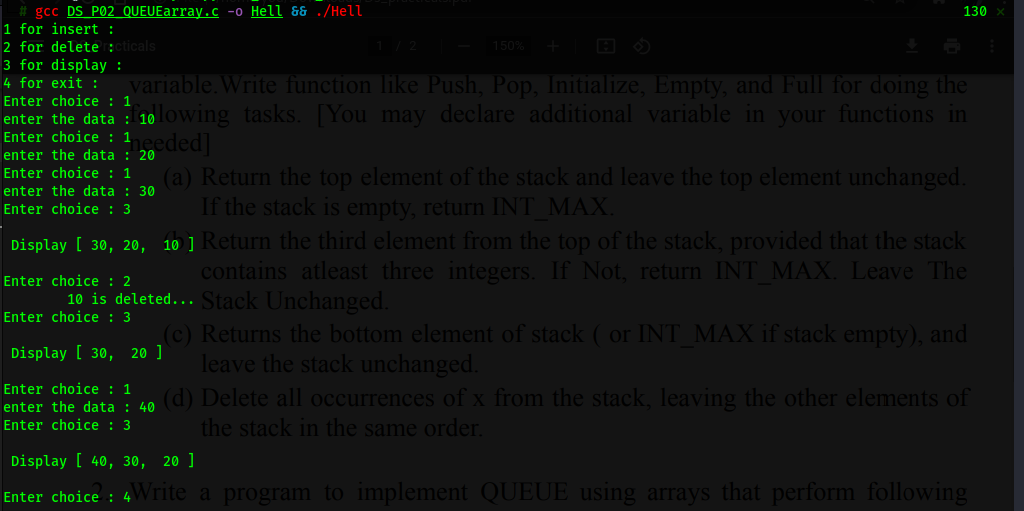 # gcc DS_P02_QUEUEarray.c -o Hell && ./Hell 130 ×
1 for insert :
2 for delete :
3 for display :
4 for exit :
Enter choice : 1
enter the data : 10
Enter choice : 1
enter the data : 20
Enter choice : 1
enter the data : 30
Enter choice : 3
Display [ 30, 20,  10 ]
Enter choice : 2
10 is deleted...
Enter choice : 3
Display [ 30,  20 ]
Enter choice : 1
enter the data : 40
Enter choice : 3
Display [ 40, 30,  20 ]
Enter choice : 4
1 / 2 150%
variable.Write function like Push, Pop, Initialize, Empty, and Full for doing the
following tasks. [You may declare additional variable in your functions in
needed]
(a) Return the top element of the stack and leave the top element unchanged.
If the stack is empty, return INT_MAX.
(b) Return the third element from the top of the stack, provided that the stack
contains atleast three integers. If Not, return INT_MAX. Leave The
Stack Unchanged.
(c) Returns the bottom element of stack ( or INT_MAX if stack empty), and
leave the stack unchanged.
(d) Delete all occurrences of x from the stack, leaving the other elements of
the stack in the same order.
2. Write a program to implement QUEUE using arrays that perform following